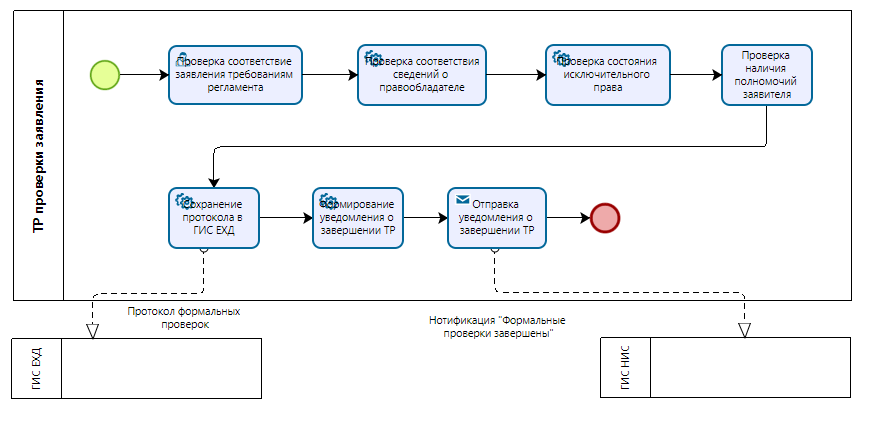 ТР проверки заявления
Проверка соответствие
заявления требованиям
регламента
Проверка соответствия
сведений о
правообладателе
Проверка состояния
исключительного
права
Проверка
наличия
полномочий
заявителя
Сохранение
протокола в
ГИС ЕХД
Формирование
уведомления о
завершении ТР
Отправка
уведомления о
завершении ТР
Протокол формальных
проверок
Нотификация "Формальные
проверки завершены"
ГИС ЕХД
ГИС НИС